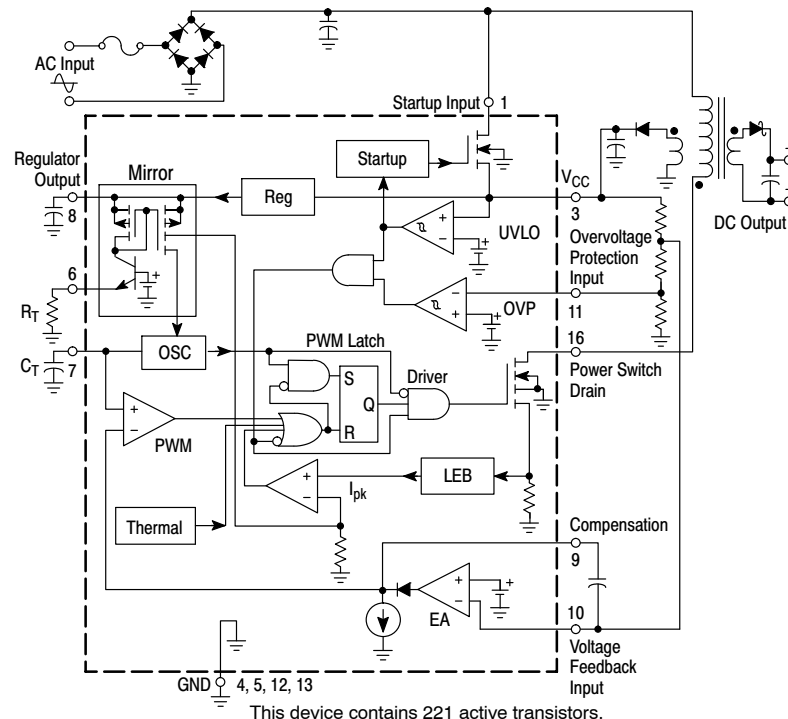 AC Input
Startup Input 1
Regulator
Output
8
Mirror
Startup
Reg
VCC
3
UVLO
DC Output
Overvoltage
Protection
Input
11
OVP
6
RT
16
Power Switch
Drain
CT
7
OSC
PWM Latch
S
Q
R
Driver
+
–
PWM
+
–
Ipk
LEB
Thermal
Compensation
9
+
–
EA
10
Voltage
Feedback
Input
GND 4, 5, 12, 13
This device contains 221 active transistors.